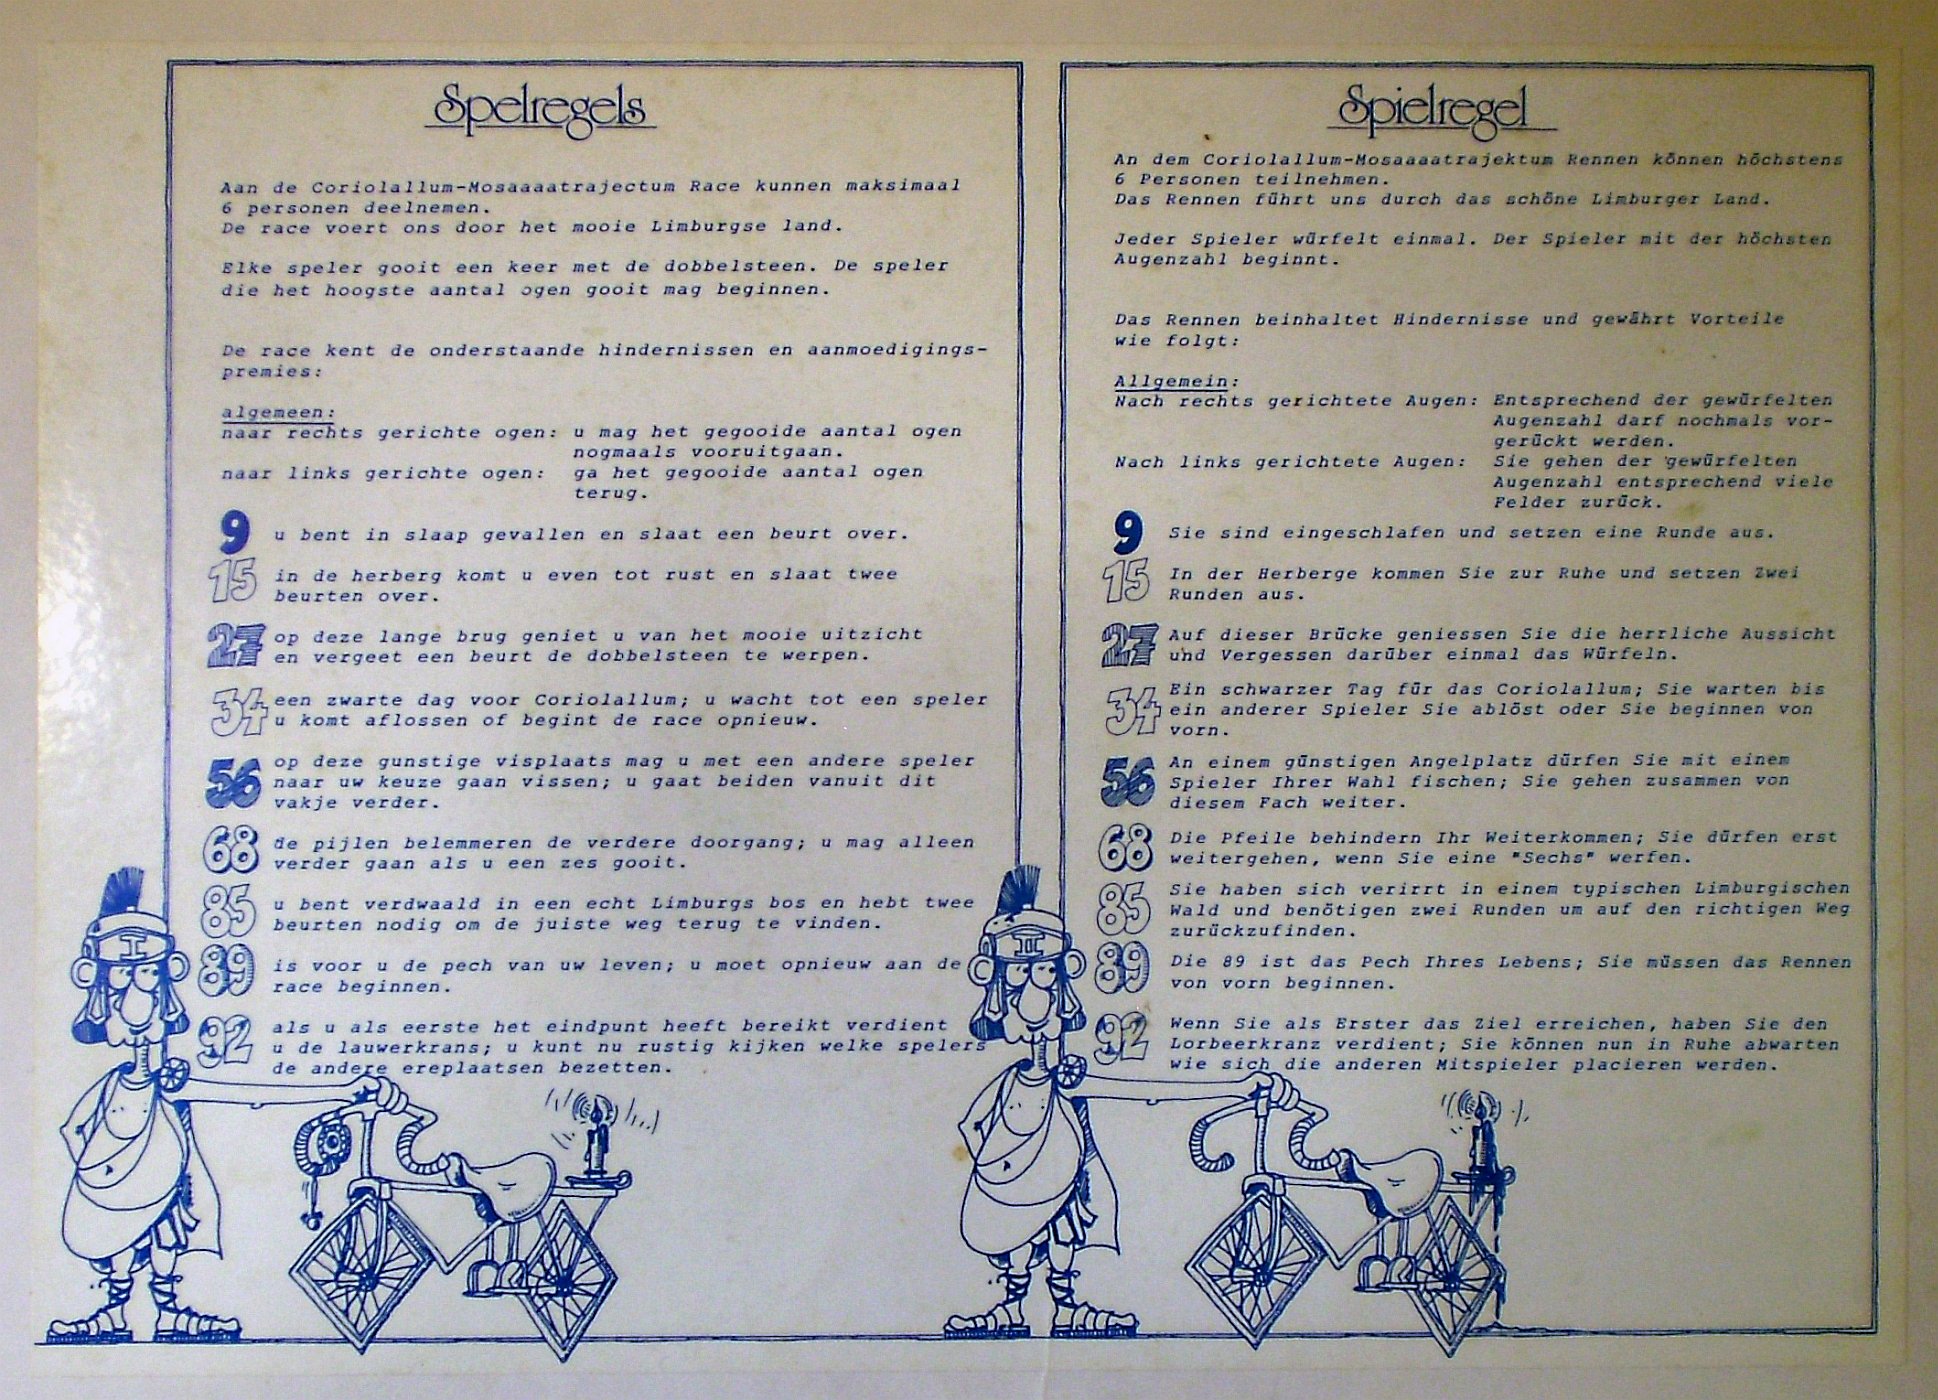 Spelregels
Aan de Coriolallum-Mosaaaatrajectum Race kunnen maksimaal
6 personen deelnemen.
De race voert ons door het mooie Limburgse land.
Elke speler gooit een keer met de dobbelsteen. De speler
die het hoogste aantal ogen gooit mag beginnen.
De race kent de onderstaande hindernissen en aanmoedigings-
premies:
algemeen:
naar rechts gerichte ogen: u mag het gegooide aantal ogen
nogmaals vooruitgaan.
naar links gerichte ogen: ga het gegooide aantal ogen
terug.
9 u bent in slaap gevallen en slaat een beurt over.
15 in de herberg komt u even tot rust en slaat twee
beurten over.
27 op deze lange brug geniet u van het mooie uitzicht
en vergeet een beurt de dobbelsteen te werpen.
34 een zwarte dag voor Coriolallum; u wacht tot een speler
u komt aflossen of begint de race opnieuw.
56 op deze gunstige visplaats mag u met een andere speler
naar uw keuze gaan vissen; u gaat beiden vanuit dit
vakje verder.
68 de pijlen belemmeren de verdere doorgang; u mag alleen
verder gaan als u een zes gooit.
85 u bent verdwaald in een echt Limburgs bos en hebt twee
beurten nodig om de juiste weg terug te vinden.
89 is voor u de pech van uw leven; u moet opnieuw aan de
race beginnen.
92 als u als eerste het eindpunt heeft bereikt verdient
u de lauwerkrans; u kunt nu rustig kijken welke spelers
de andere ereplaatsen bezetten.
I
Spielregel
An dem Coriolallum-Mosaaaatrajektum Rennen können höchstens
6 Personen teilnehmen.
Das Rennen führt uns durch das schöne Limburger Land.
Jeder Spieler würfelt einmal. Der Spieler mit der höchsten
Augenzahl beginnt.
Das Rennen beinhaltet Hindernisse und gewährt Vorteile
wie folgt:
Allgemein:
Nach rechts gerichtete Augen: Entsprechend der gewürfelten
Augenzahl darf nochmals vor-
gerückt werden.
Nach links gerichtete Augen: Sie gehen der gewürfelten
Augenzahl entsprechend viele
Felder zurück.
9 Sie sind eingeschlafen und setzen eine Runde aus.
15 In der Herberge kommen Sie zur Ruhe und setzen Zwei
Runden aus.
27 Auf dieser Brücke geniessen Sie die herrliche Aussicht
und Vergessen darüber einmal das Würfeln.
34 Ein schwarzer Tag für das Coriolallum; Sie warten bis
ein anderer Spieler Sie ablöst oder Sie beginnen von
vorn.
56 An einem günstigen Angelplatz dürfen Sie mit einem
Spieler Ihrer Wahl fischen; Sie gehen zusammen von
diesem Fach weiter.
68 Die Pfeile behindern Ihr Weiterkommen; Sie dürfen erst
weitergehen, wenn Sie eine "Sechs" werfen.
85 Sie haben sich verirrt in einem typischen Limburgischen
Wald und benötigen zwei Runden um auf den richtigen Weg
zurückzufinden.
89 Die 89 ist das Pech Ihres Lebens; Sie müssen das Rennen
von vorn beginnen.
92 Wenn Sie als Erster das Ziel erreichen, haben Sie den
Lorbeerkranz verdient; Sie können nun in Ruhe abwarten
wie sich die anderen Mitspieler placieren werden.
II